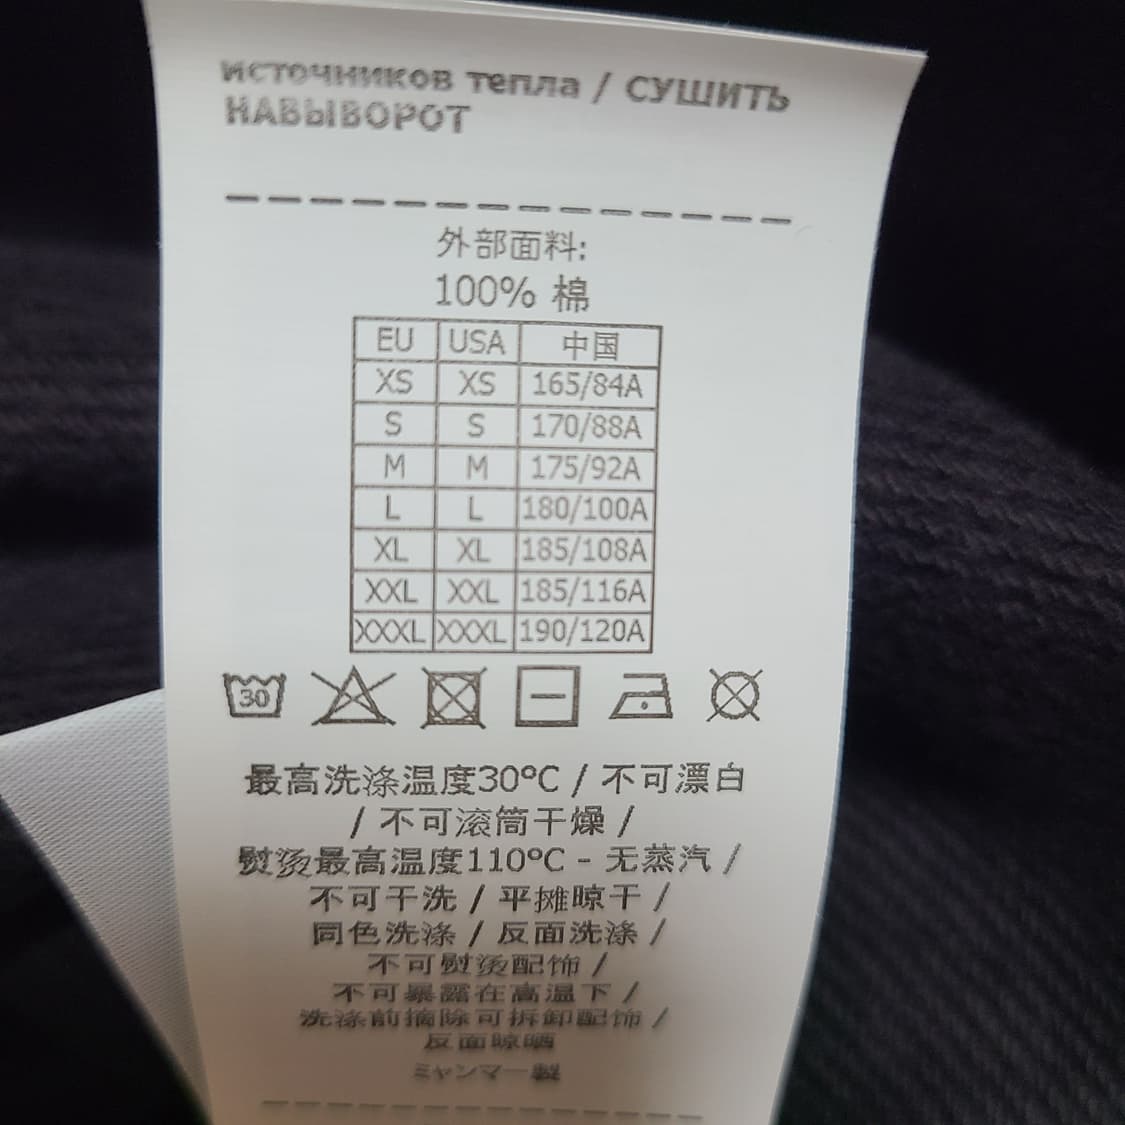 источников тепла / СУШИТЬ
НАВЫВОРОТ
外部面料:
100% 棉
EU USA 中国
XS XS 165/84A
S S 170/88A
M M 175/92A
L L 180/100A
XL XL 185/108A
XXL XXL 185/116A
XXXL XXXL 190/120A
30
最高洗涤温度30°C / 不可漂白
/ 不可滚筒干燥 /
熨烫最高温度110°C - 无蒸汽 /
不可干洗 / 平摊晾干 /
同色洗涤 / 反面洗涤 /
不可熨烫配饰 /
不可暴露在高温下 /
洗涤前摘除可拆卸配饰 /
反面晾晒
ミャンマー製